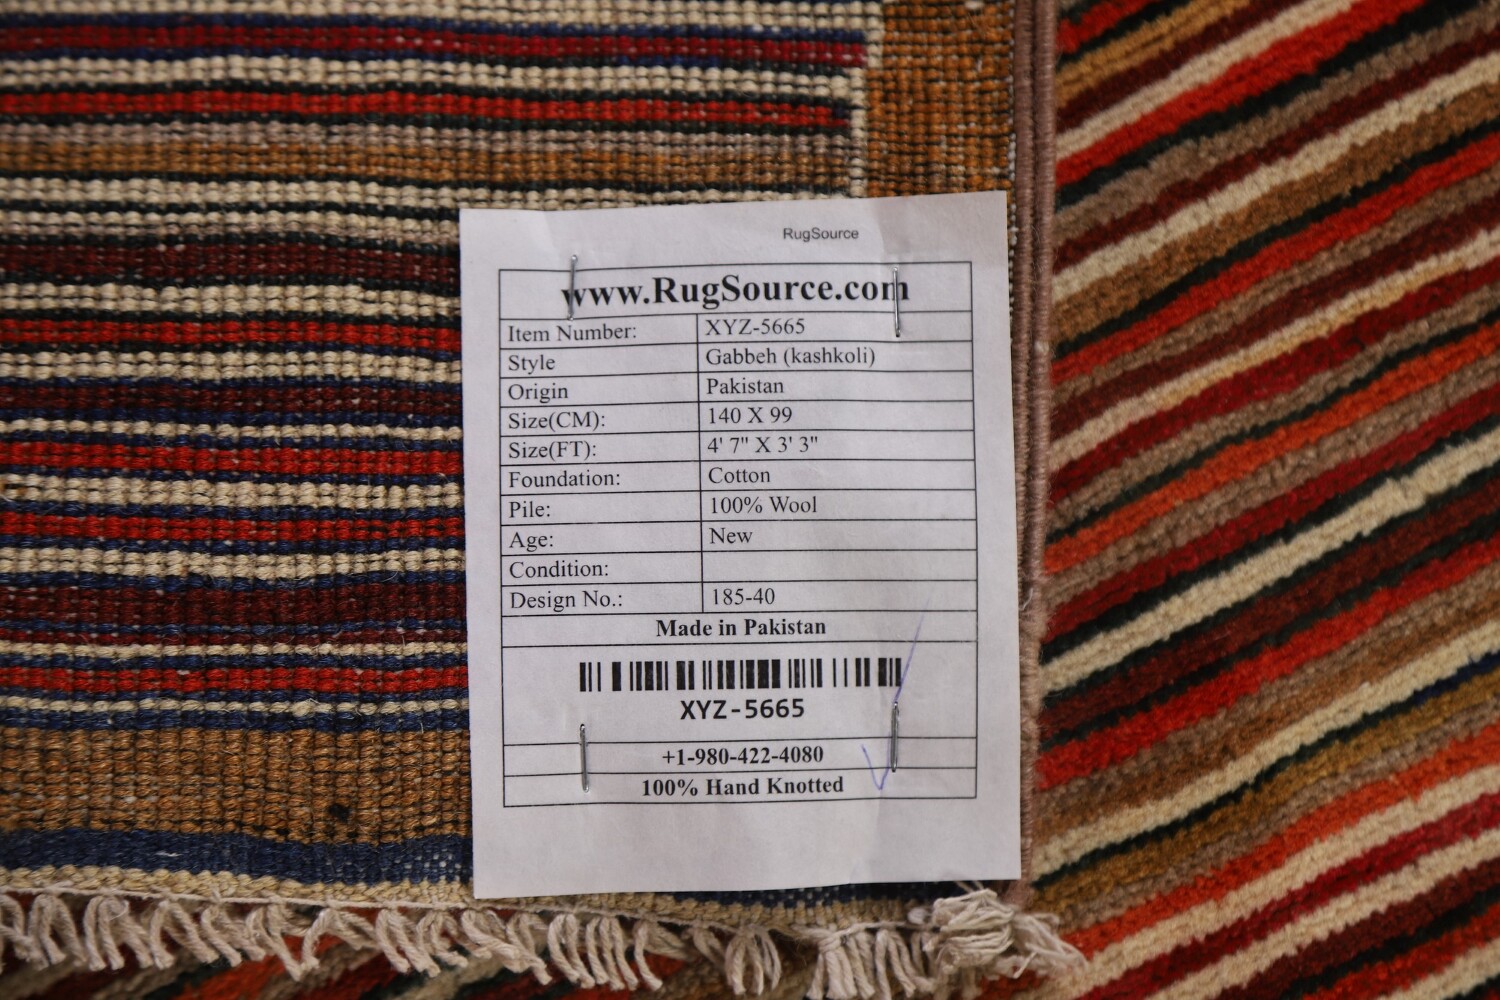 RugSource
www.RugSource.com
Item Number: XYZ-5665
Style Gabbeh (kashkoli)
Origin Pakistan
Size(CM): 140 X 99
Size(FT): 4' 7" X 3' 3"
Foundation: Cotton
Pile: 100% Wool
Age: New
Condition:
Design No.: 185-40
Made in Pakistan
XYZ-5665
+1-980-422-4080
100% Hand Knotted